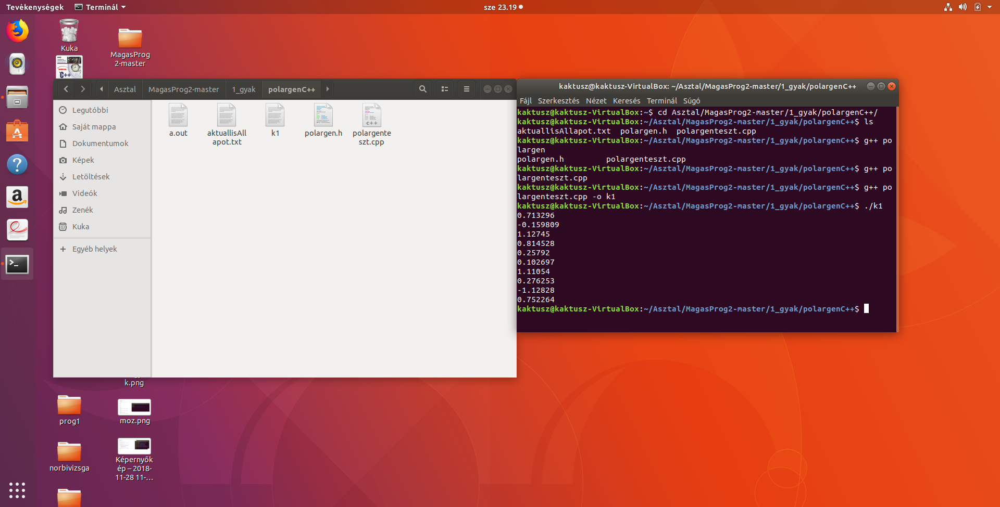 Tevékenységek
Terminál
sze 23.19
Kuka
MagasProg
2-master
C++
Asztal
MagasProg2-master
1_gyak
polargenC++
Legutóbbi
Saját mappa
Dokumentumok
Képek
Letöltések
Videók
Zenék
Kuka
Egyéb helyek
a.out
aktuallisAll
apot.txt
k1
polargen.h
polargente
szt.cpp
kaktusz@kaktusz-VirtualBox: ~/Asztal/MagasProg2-master/1_gyak/polargenC++
Fájl Szerkesztés Nézet Keresés Terminál Súgó
kaktusz@kaktusz-VirtualBox:~$ cd Asztal/MagasProg2-master/1_gyak/polargenC++/
kaktusz@kaktusz-VirtualBox:~/Asztal/MagasProg2-master/1_gyak/polargenC++$ ls
aktuallisAllapot.txt  polargen.h  polargenteszt.cpp
kaktusz@kaktusz-VirtualBox:~/Asztal/MagasProg2-master/1_gyak/polargenC++$ g++ po
largen
polargen.h         polargenteszt.cpp
kaktusz@kaktusz-VirtualBox:~/Asztal/MagasProg2-master/1_gyak/polargenC++$ g++ po
largenteszt.cpp
kaktusz@kaktusz-VirtualBox:~/Asztal/MagasProg2-master/1_gyak/polargenC++$ g++ po
largenteszt.cpp -o k1
kaktusz@kaktusz-VirtualBox:~/Asztal/MagasProg2-master/1_gyak/polargenC++$ ./k1
0.713296
-0.159809
1.12745
0.814528
0.25792
0.102697
1.11054
0.276253
-1.12828
0.752264
kaktusz@kaktusz-VirtualBox:~/Asztal/MagasProg2-master/1_gyak/polargenC++$
k.png
prog1
moz.png
norbivizsga
Képernyők
ép – 2018-
11-28 11-…